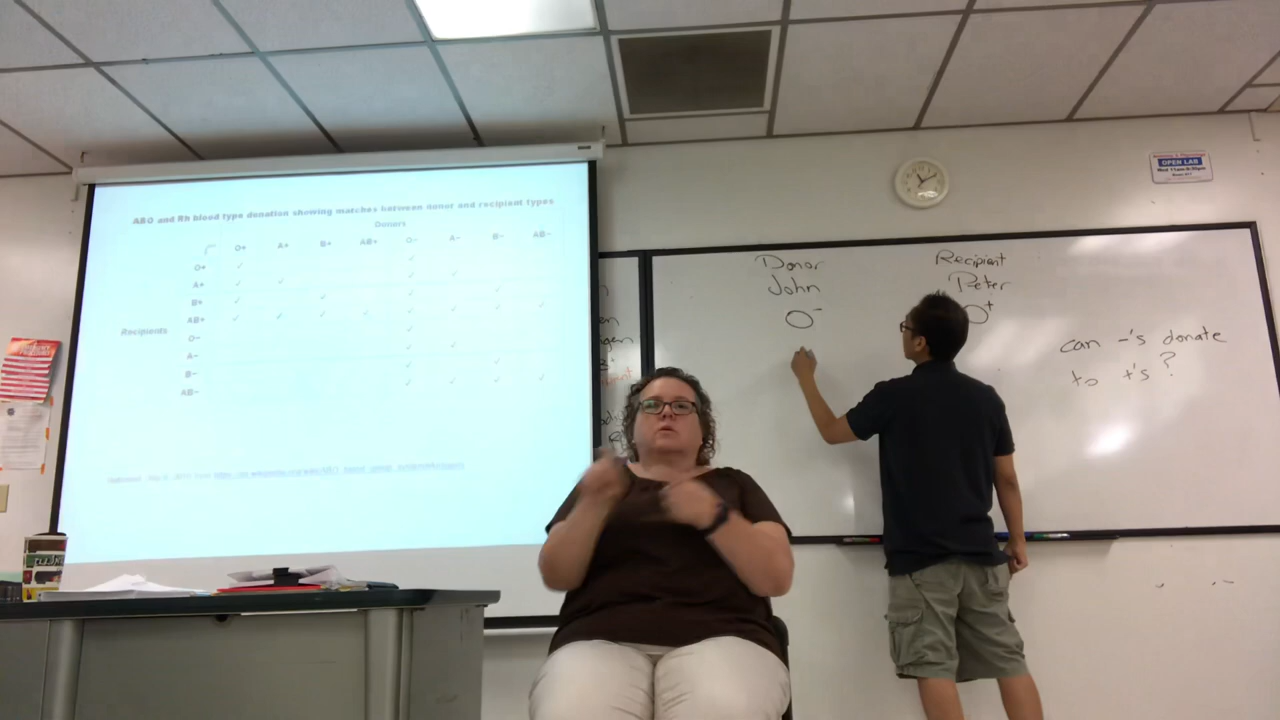 ABO and Rh blood type donation showing matches between donor and recipient types
Donors
O+ A+ B+ AB+ O− A− B− AB−
O+ ✓ ✓
A+ ✓ ✓ ✓ ✓
B+ ✓ ✓ ✓ ✓
AB+ ✓ ✓ ✓ ✓ ✓ ✓ ✓ ✓
Recipients
O− ✓
A− ✓ ✓
B− ✓ ✓
AB− ✓ ✓ ✓ ✓
Donor Recipient
John Peter
O⁻ O⁺
can -'s donate
to +'s ?
OPEN LAB